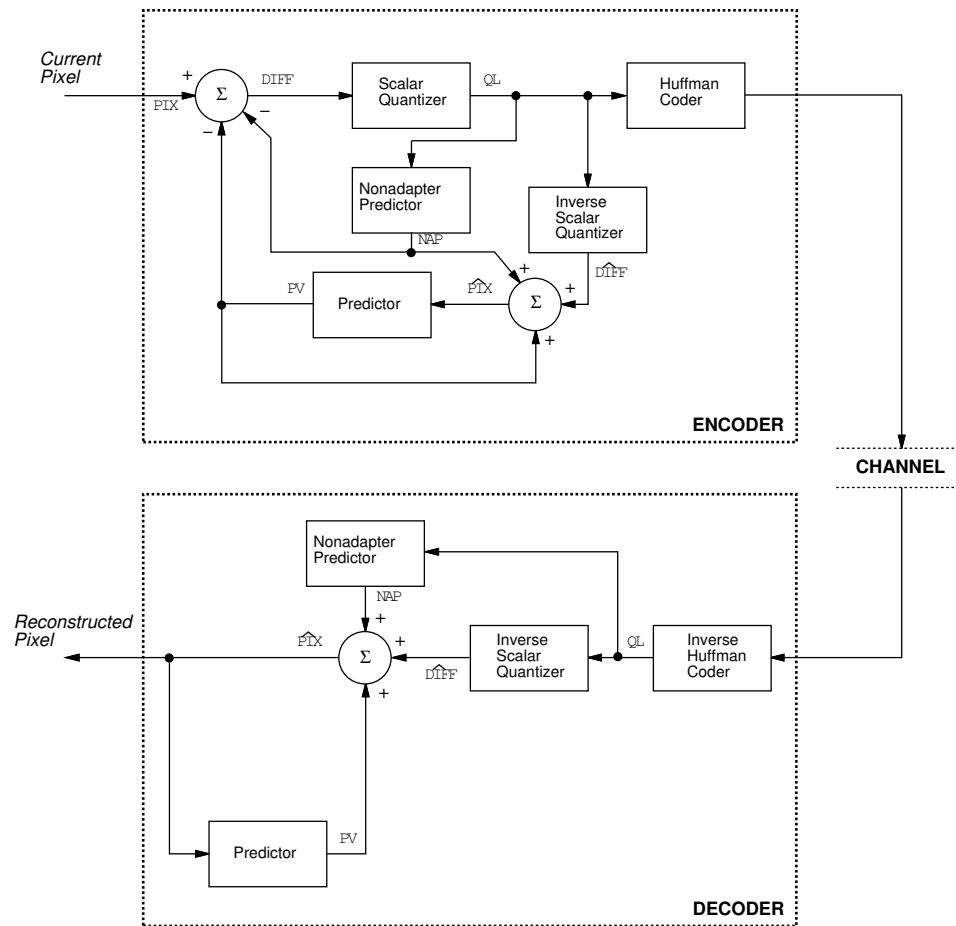 Current
Pixel
+
PIX
Σ
−
−
DIFF
Scalar
Quantizer
QL
Huffman
Coder
Nonadapter
Predictor
NAP
Inverse
Scalar
Quantizer
DIFF
PV
Predictor
PIX
+
+
Σ
+
ENCODER
CHANNEL
Nonadapter
Predictor
NAP
+
Reconstructed
Pixel
PIX
Σ
+
+
DIFF
Inverse
Scalar
Quantizer
QL
Inverse
Huffman
Coder
Predictor
PV
DECODER